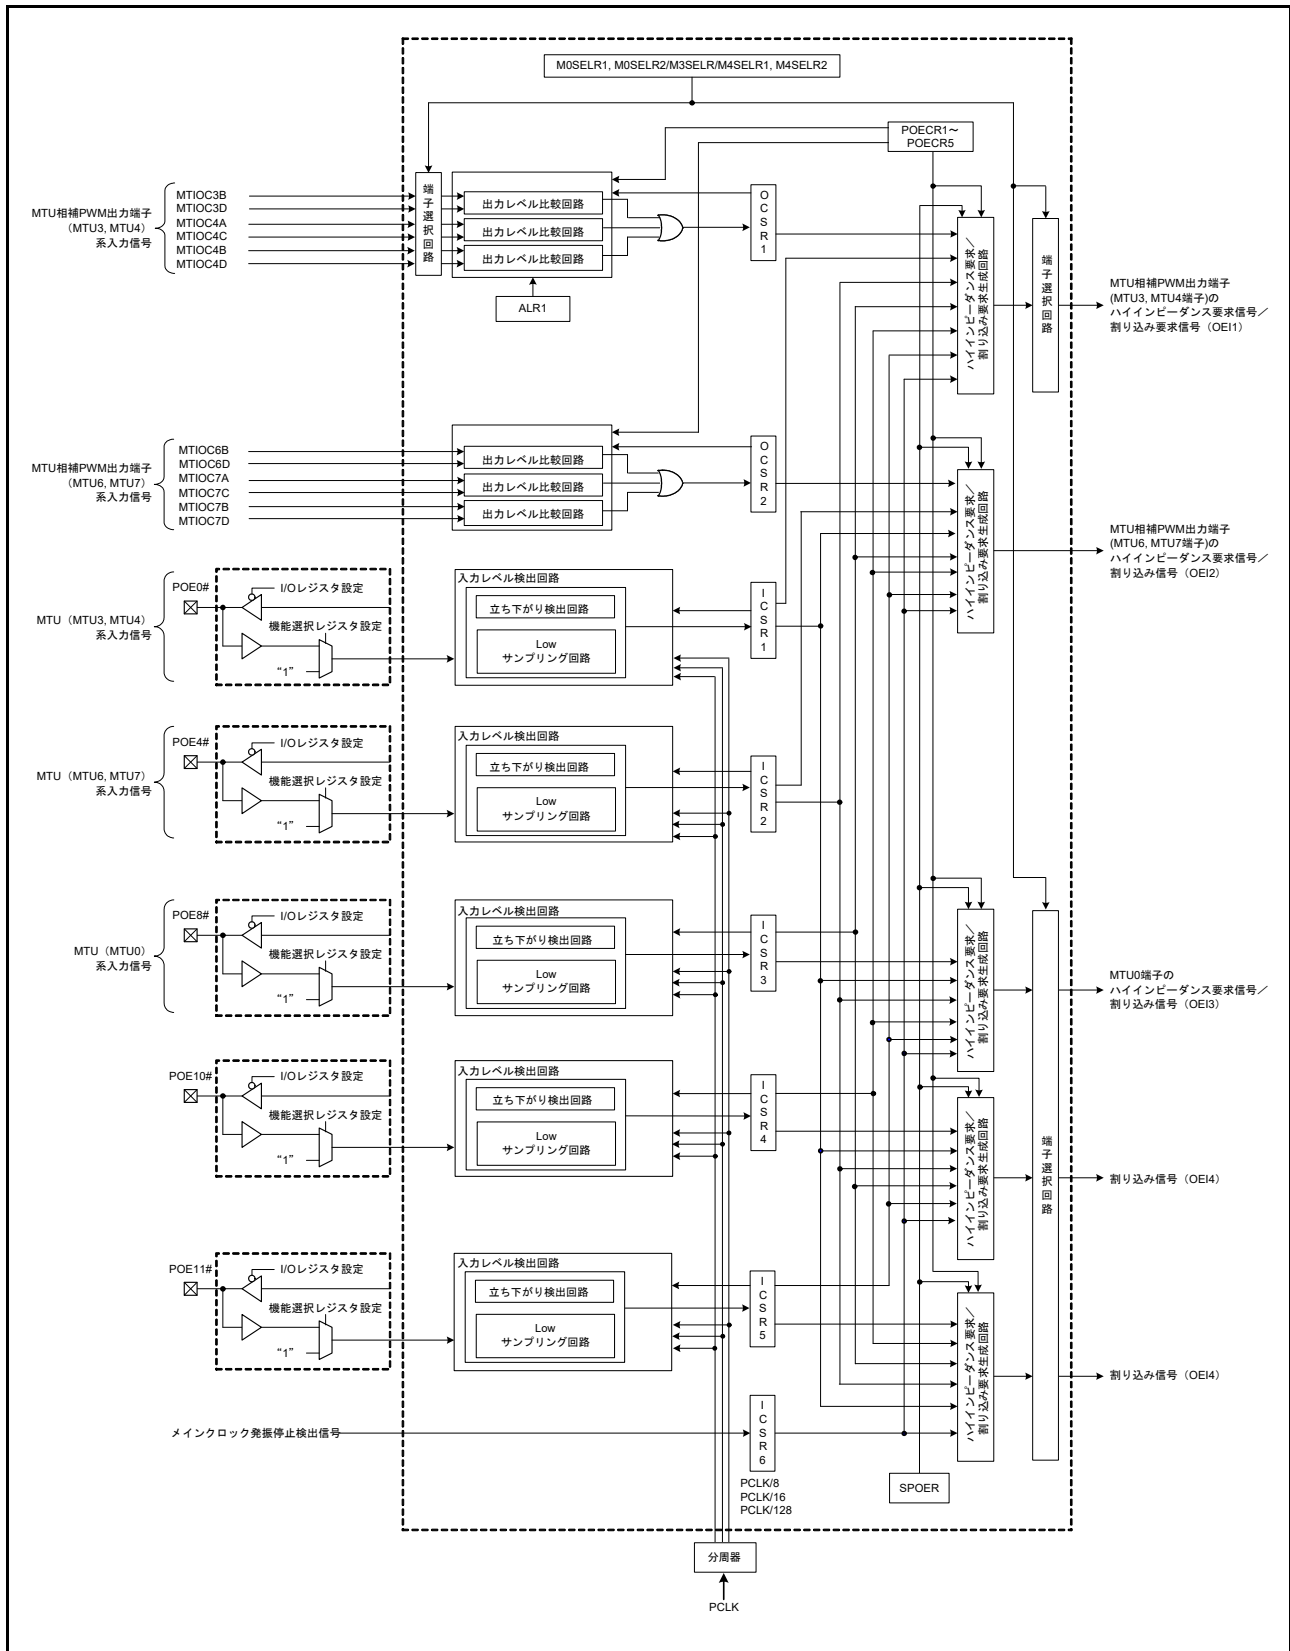 M0SELR1, M0SELR2/M3SELR/M4SELR1, M4SELR2
POECR1～
POECR5
MTU相補PWM出力端子
（MTU3, MTU4）
系入力信号
MTIOC3B
MTIOC3D
MTIOC4A
MTIOC4C
MTIOC4B
MTIOC4D
端子選択回路
出力レベル比較回路
出力レベル比較回路
出力レベル比較回路
ALR1
OCSR1
ハイインピーダンス要求／
割り込み要求生成回路
端子選択回路
MTU相補PWM出力端子
(MTU3, MTU4端子)の
ハイインピーダンス要求信号／
割り込み要求信号（OEI1）
MTU相補PWM出力端子
（MTU6, MTU7）
系入力信号
MTIOC6B
MTIOC6D
MTIOC7A
MTIOC7C
MTIOC7B
MTIOC7D
出力レベル比較回路
出力レベル比較回路
出力レベル比較回路
OCSR2
ハイインピーダンス要求／
割り込み要求生成回路
MTU相補PWM出力端子
(MTU6, MTU7端子)の
ハイインピーダンス要求信号／
割り込み信号（OEI2）
MTU（MTU3, MTU4）
系入力信号
POE0#
I/Oレジスタ設定
機能選択レジスタ設定
“1”
入力レベル検出回路
立ち下がり検出回路
Low
サンプリング回路
ICSR1
MTU（MTU6, MTU7）
系入力信号
POE4#
I/Oレジスタ設定
機能選択レジスタ設定
“1”
入力レベル検出回路
立ち下がり検出回路
Low
サンプリング回路
ICSR2
MTU（MTU0）
系入力信号
POE8#
I/Oレジスタ設定
機能選択レジスタ設定
“1”
入力レベル検出回路
立ち下がり検出回路
Low
サンプリング回路
ICSR3
ハイインピーダンス要求／
割り込み要求生成回路
端子選択回路
MTU0端子の
ハイインピーダンス要求信号／
割り込み信号（OEI3）
POE10#
I/Oレジスタ設定
機能選択レジスタ設定
“1”
入力レベル検出回路
立ち下がり検出回路
Low
サンプリング回路
ICSR4
ハイインピーダンス要求／
割り込み要求生成回路
割り込み信号（OEI4）
POE11#
I/Oレジスタ設定
機能選択レジスタ設定
“1”
入力レベル検出回路
立ち下がり検出回路
Low
サンプリング回路
ICSR5
ハイインピーダンス要求／
割り込み要求生成回路
割り込み信号（OEI4）
メインクロック発振停止検出信号
ICSR6
PCLK/8
PCLK/16
PCLK/128
SPOER
分周器
PCLK